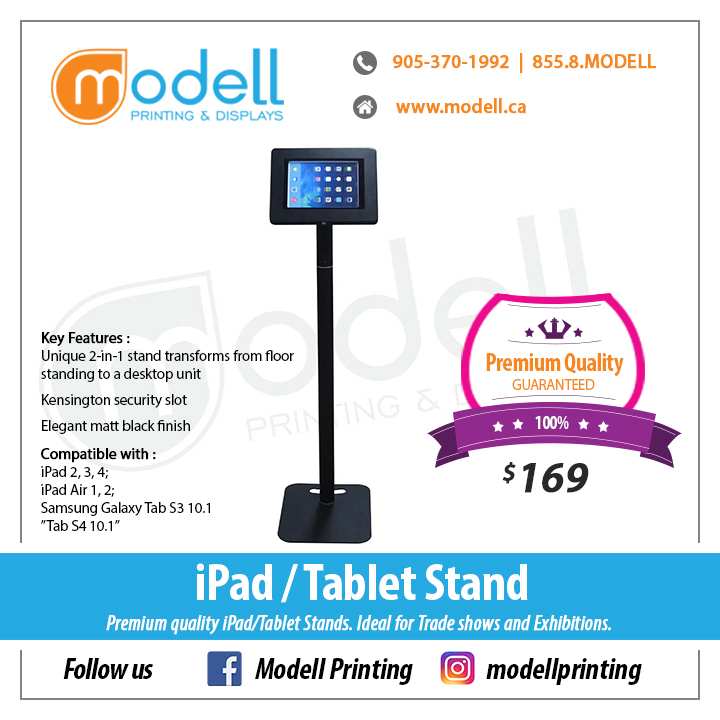 modell
PRINTING & DISPLAYS
905-370-1992 | 855.8.MODELL
www.modell.ca
modell
PRINTING & D
Key Features :
Unique 2-in-1 stand transforms from floor
standing to a desktop unit
Kensington security slot
Elegant matt black finish
Compatible with :
iPad 2, 3, 4;
iPad Air 1, 2;
Samsung Galaxy Tab S3 10.1
"Tab S4 10.1"
Premium Quality
GUARANTEED
100%
$169
iPad / Tablet Stand
Premium quality iPad/Tablet Stands. Ideal for Trade shows and Exhibitions.
Follow us
Modell Printing
modellprinting